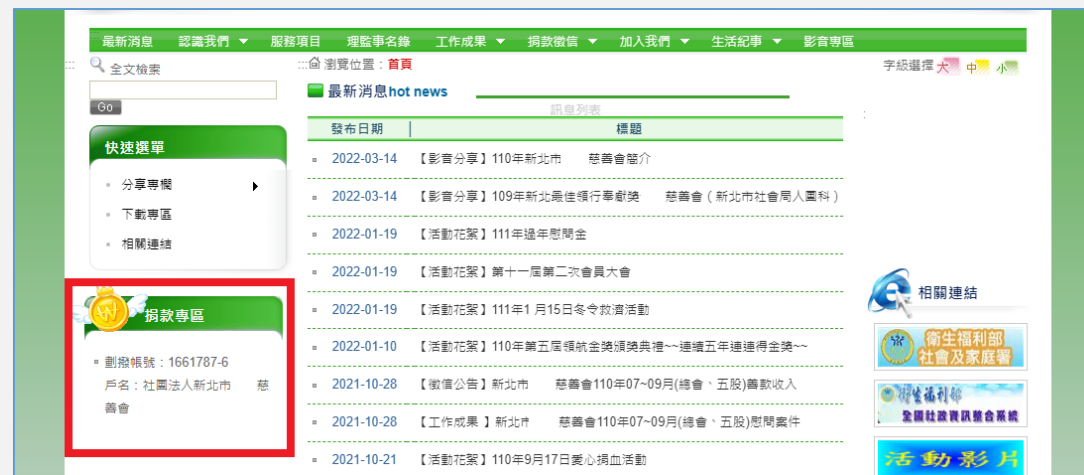 最新消息 認識我們 ▼ 服務項目 理監事名錄 工作成果 ▼ 捐款徵信 ▼ 加入我們 ▼ 生活紀事 ▼ 影音專區
::: 全文檢索
Go
快速選單
分享專欄
下載專區
相關連結
捐款專區
劃撥帳號：1661787-6
戶名：社團法人新北市 慈
善會
:::瀏覽位置：首頁
最新消息hot news
訊息列表
發布日期 標題
2022-03-14 【影音分享】110年新北市 慈善會簡介
2022-03-14 【影音分享】109年新北最佳領行奉獻獎 慈善會（新北市社會局人團科）
2022-01-19 【活動花絮】111年過年慰問金
2022-01-19 【活動花絮】第十一屆第二次會員大會
2022-01-19 【活動花絮】111年1月15日冬令救濟活動
2022-01-10 【活動花絮】110年第五屆領航金獎頒獎典禮~~連續五年連連得金獎~~
2021-10-28 【徵信公告】新北市 慈善會110年07~09月(總會、五股)善款收入
2021-10-28 【工作成果 】新北市 慈善會110年07~09月(總會、五股)慰問案件
2021-10-21 【活動花絮】110年9月17日愛心捐血活動
字級選擇 大 中 小
相關連結
衛生福利部
社會及家庭署
衛生福利部
全國社政資訊整合系統
活動影片